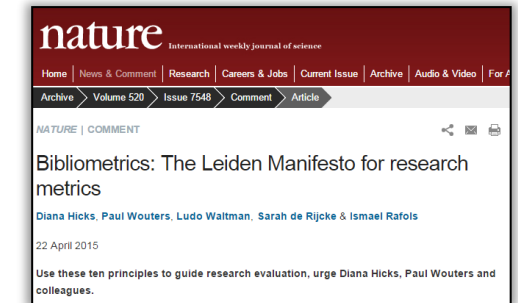 nature International weekly journal of science
Home | News & Comment | Research | Careers & Jobs | Current Issue | Archive | Audio & Video | For
Archive Volume 520 Issue 7548 Comment Article
NATURE | COMMENT
Bibliometrics: The Leiden Manifesto for research
metrics
Diana Hicks, Paul Wouters, Ludo Waltman, Sarah de Rijcke & Ismael Rafols
22 April 2015
Use these ten principles to guide research evaluation, urge Diana Hicks, Paul Wouters and
colleagues.